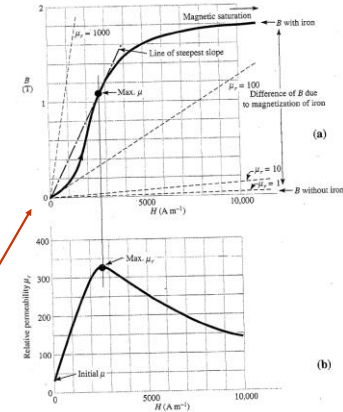 Magnetic saturation
2
B with iron
μr = 1000
Line of steepest slope
μr = 100
B
(T)
1
Max. μ
Difference of B due
to magnetization of iron
(a)
μr = 10
μr = 1
B without iron
0
0
5000
10,000
H (A m⁻¹)
400
Max. μr
300
Relative permeability μr
200
100
(b)
Initial μ
0
0
5000
10,000
H (A m⁻¹)